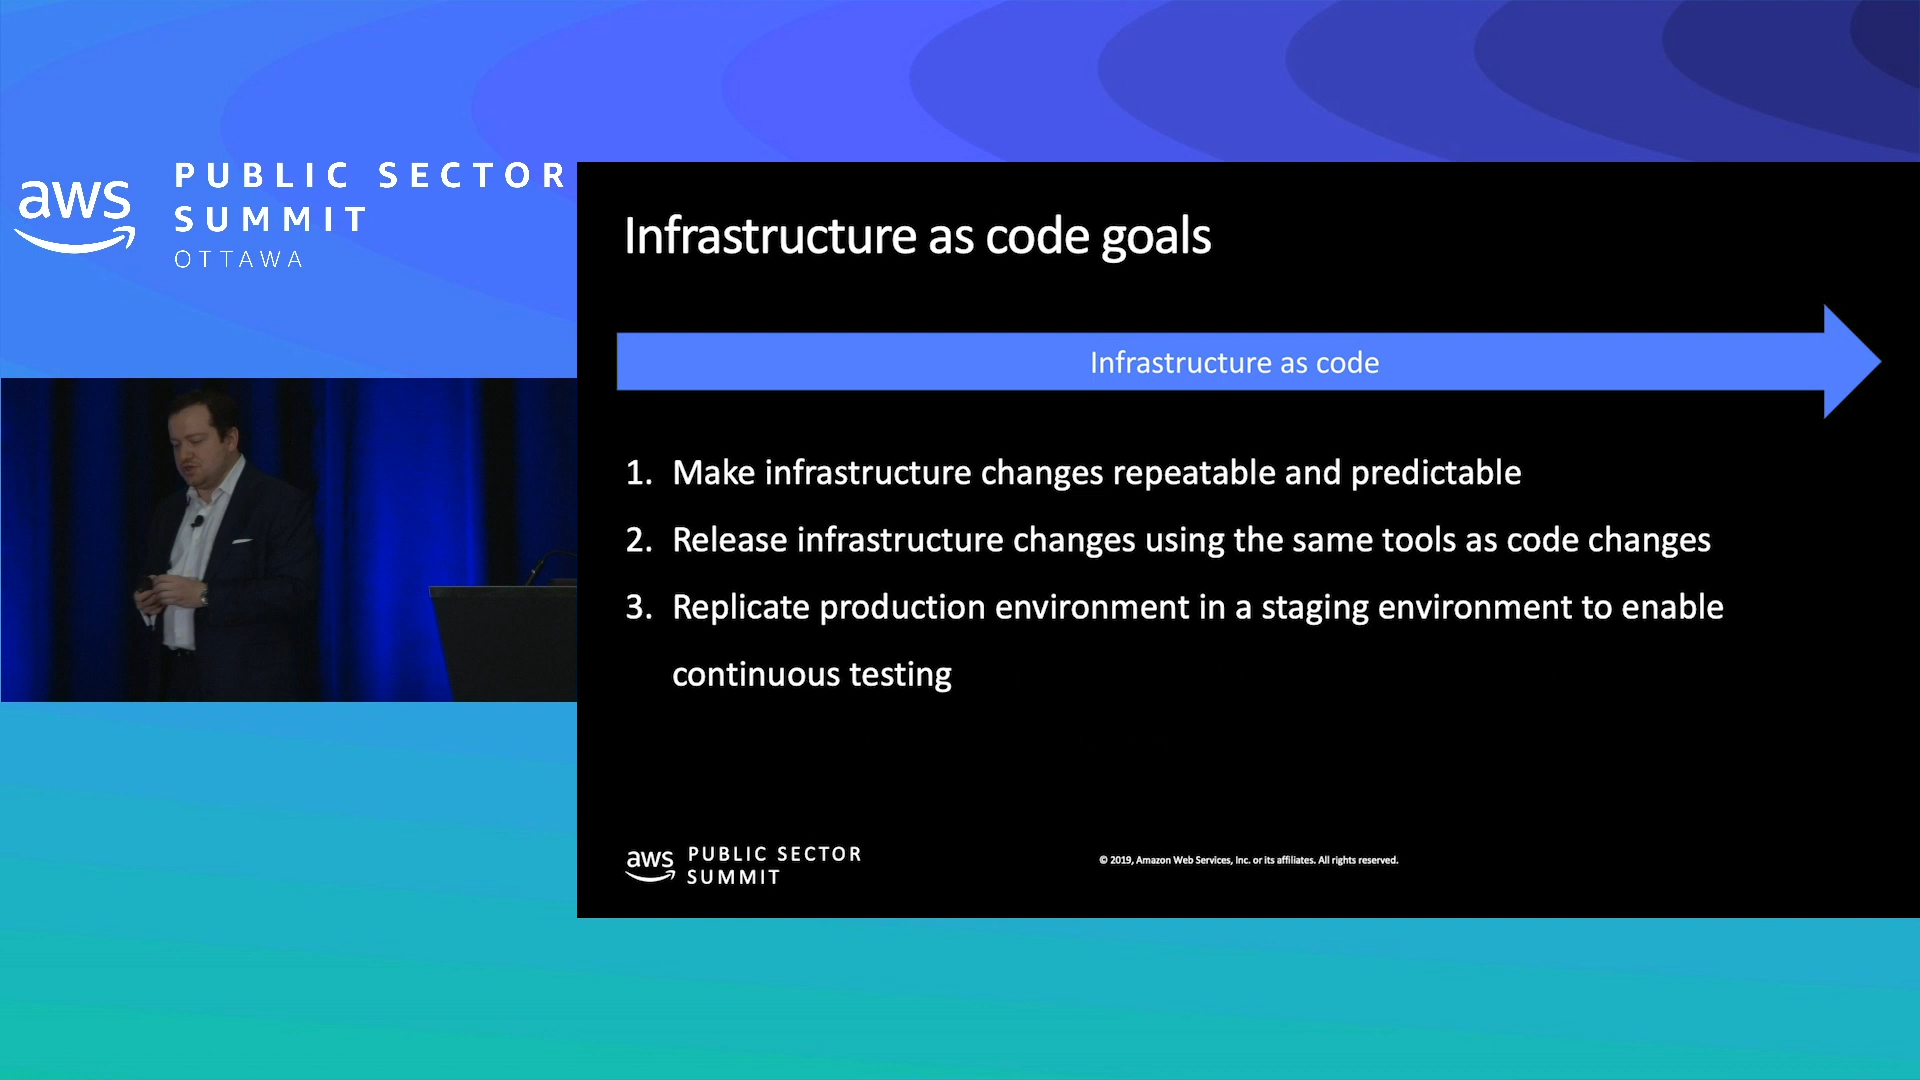 aws
PUBLIC SECTOR
SUMMIT
OTTAWA
Infrastructure as code goals
Infrastructure as code
1. Make infrastructure changes repeatable and predictable
2. Release infrastructure changes using the same tools as code changes
3. Replicate production environment in a staging environment to enable
continuous testing
aws
PUBLIC SECTOR
SUMMIT
© 2019, Amazon Web Services, Inc. or its affiliates. All rights reserved.